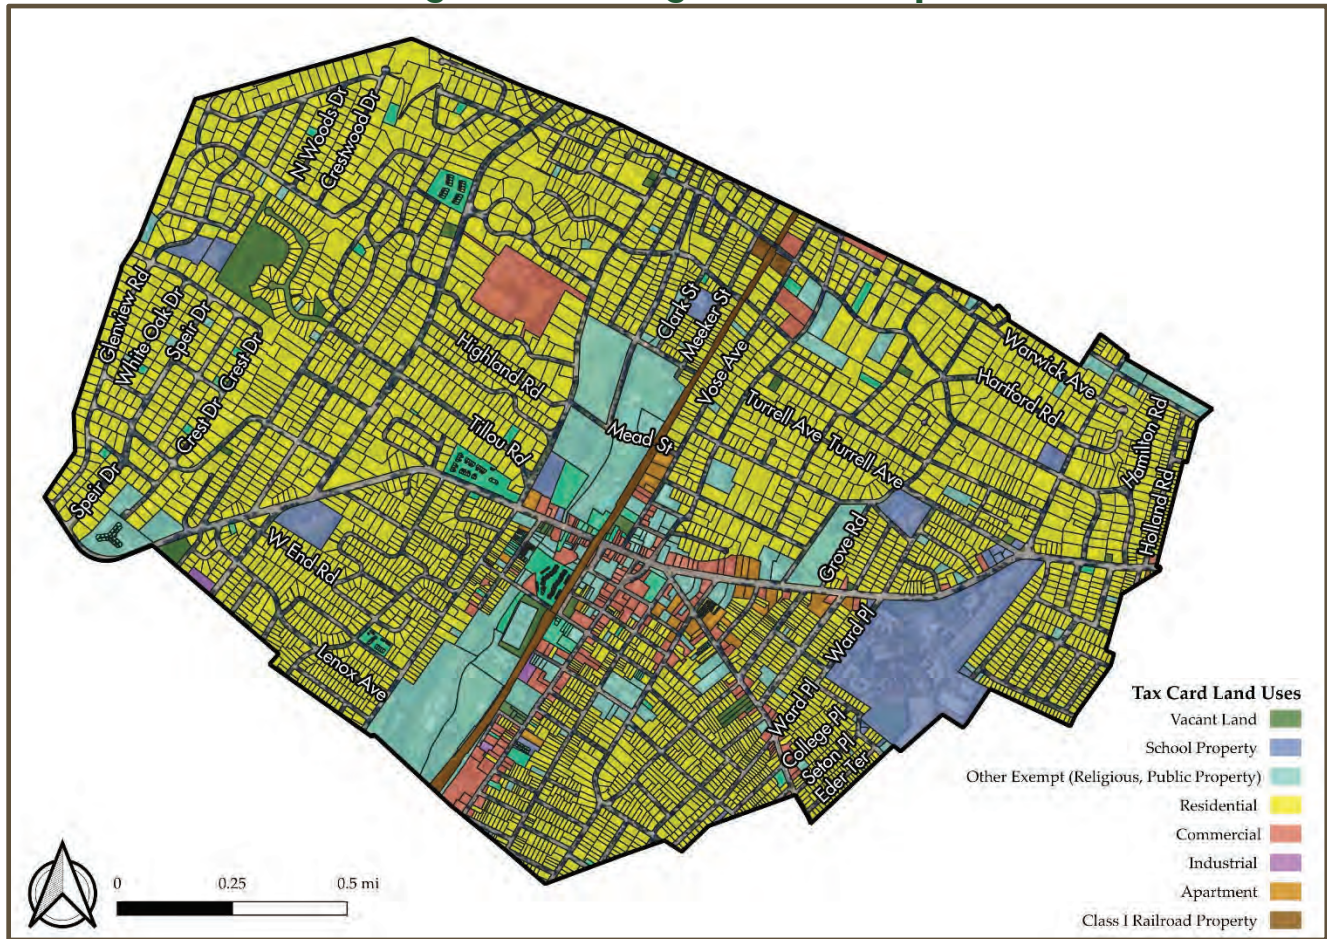 N Woods Dr
Crestwood Dr
Glenview Rd
White Oak Dr
Speir Dr
Crest Dr
Crest Dr
Speir Dr
Highland Rd
Tillou Rd
W End Rd
Lenox Ave
Clark St
Meeker St
Vose Ave
Mead St
Turrell Ave
Turrell Ave
Warwick Ave
Hartford Rd
Hamilton Rd
Holland Rd
Grove Rd
Ward Pl
Ward Pl
College Pl
Seton Pl
Eder Ter
Tax Card Land Uses
Vacant Land
School Property
Other Exempt (Religious, Public Property)
Residential
Commercial
Industrial
Apartment
Class I Railroad Property
0 0.25 0.5 mi